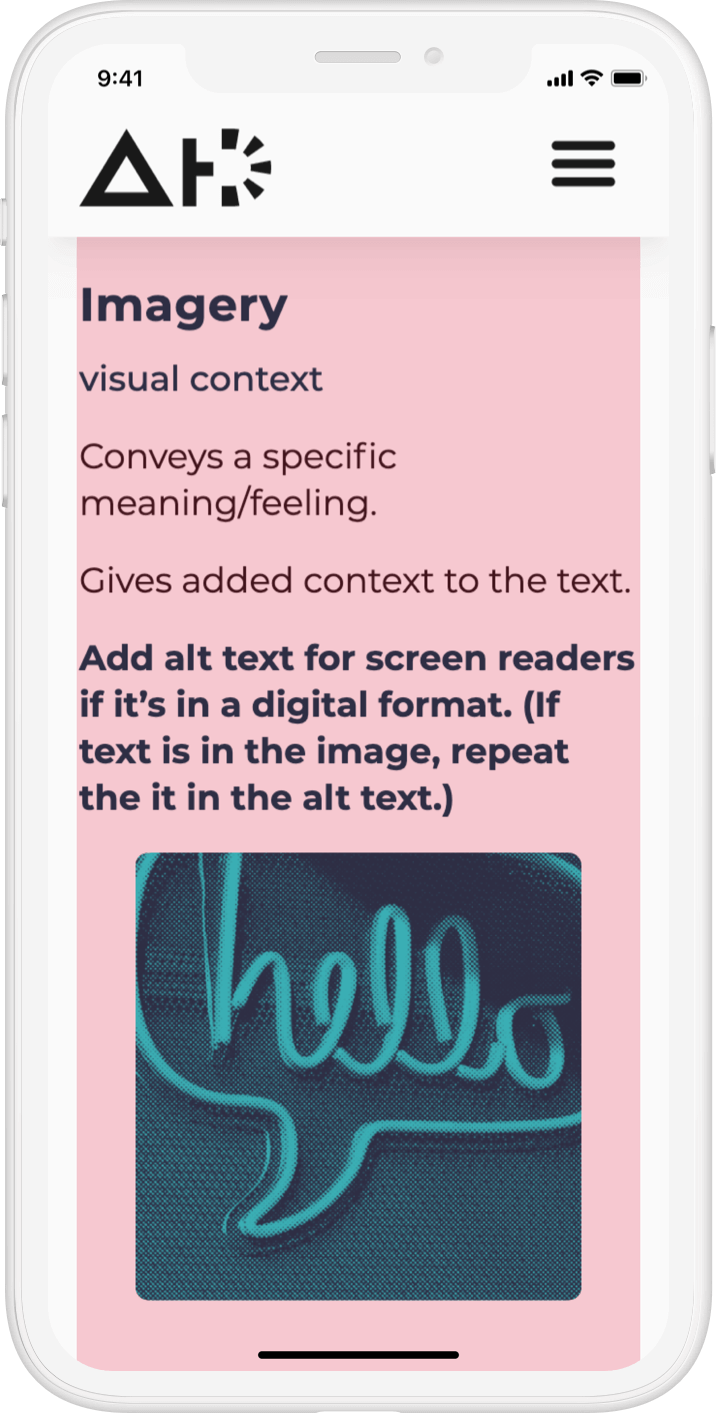 9:41
Imagery
visual context
Conveys a specific
meaning/feeling.
Gives added context to the text.
Add alt text for screen readers
if it’s in a digital format. (If
text is in the image, repeat
the it in the alt text.)
hello